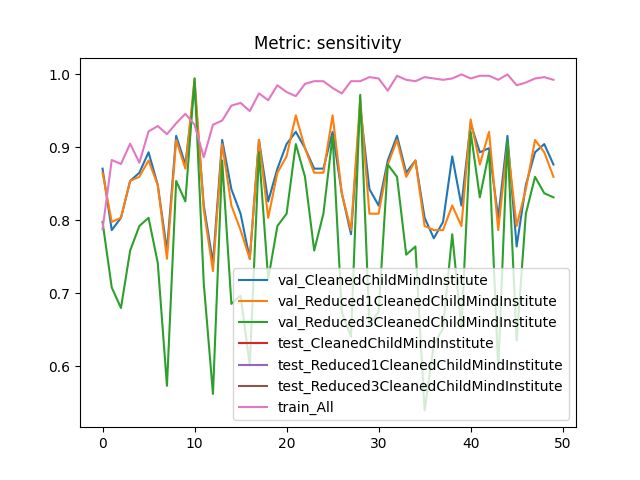 Metric: sensitivity
1.0
0.9
0.8
0.7
0.6
val_CleanedChildMindInstitute
val_Reduced1CleanedChildMindInstitute
val_Reduced3CleanedChildMindInstitute
test_CleanedChildMindInstitute
test_Reduced1CleanedChildMindInstitute
test_Reduced3CleanedChildMindInstitute
train_All
0 10 20 30 40 50